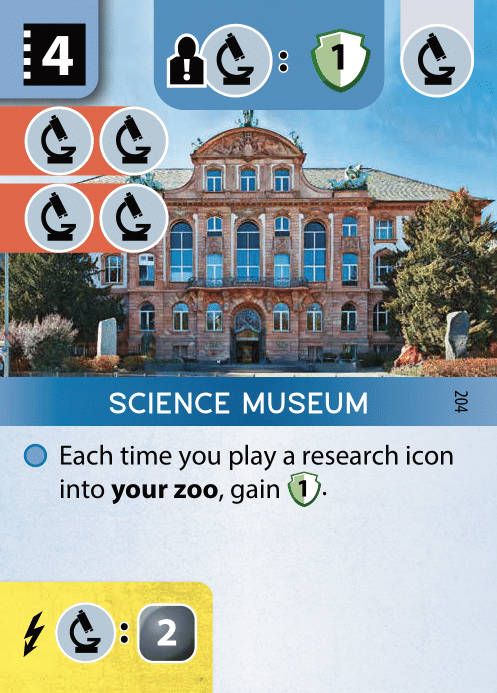 4
! : 1
SCIENCE MUSEUM
204
Each time you play a research icon
into your zoo, gain 1.
: 2